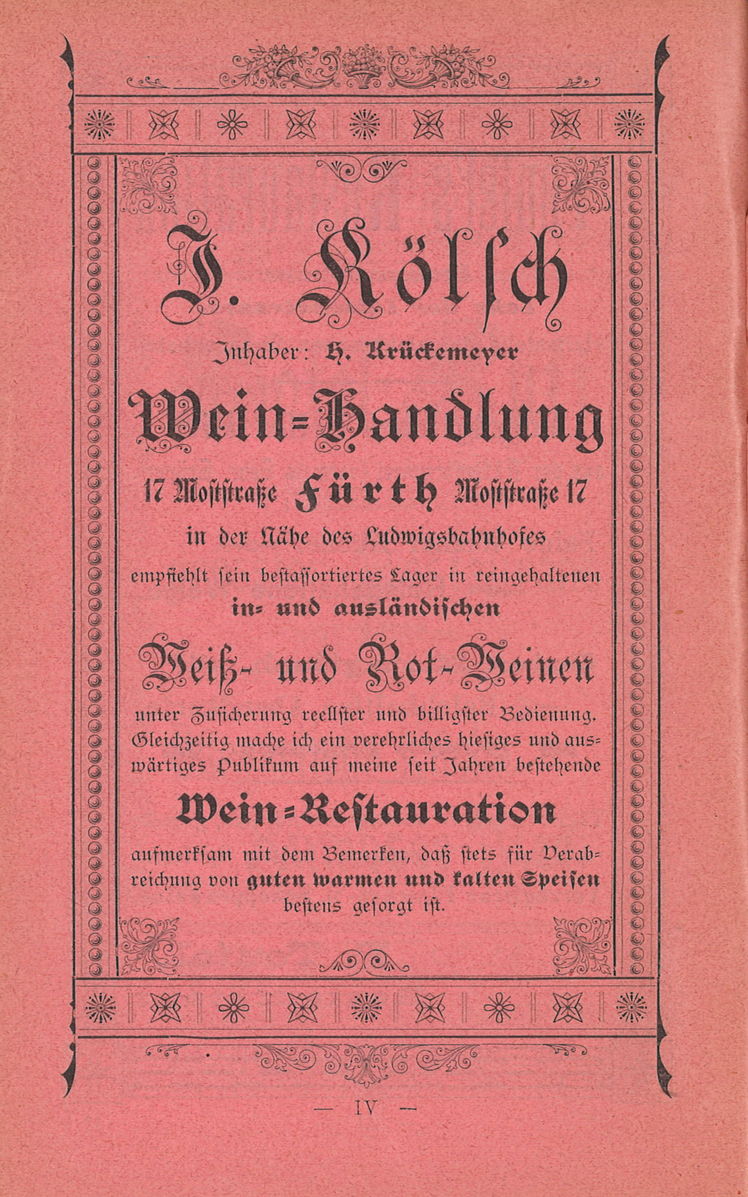 J. Kölsch
Inhaber: H. Krückemeyer
Wein-Handlung
17 Moststraße Fürth Moststraße 17
in der Nähe des Ludwigsbahnhofes
empfiehlt sein bestassortiertes Lager in reingehaltenen
in- und ausländischen
Weiß- und Rot-Weinen
unter Zusicherung reellster und billigster Bedienung.
Gleichzeitig mache ich ein verehrliches hiesiges und aus-
wärtiges Publikum auf meine seit Jahren bestehende
Wein-Restauration
aufmerksam mit dem Bemerken, daß stets für Verab-
reichung von guten warmen und kalten Speisen
bestens gesorgt ist.
— IV —